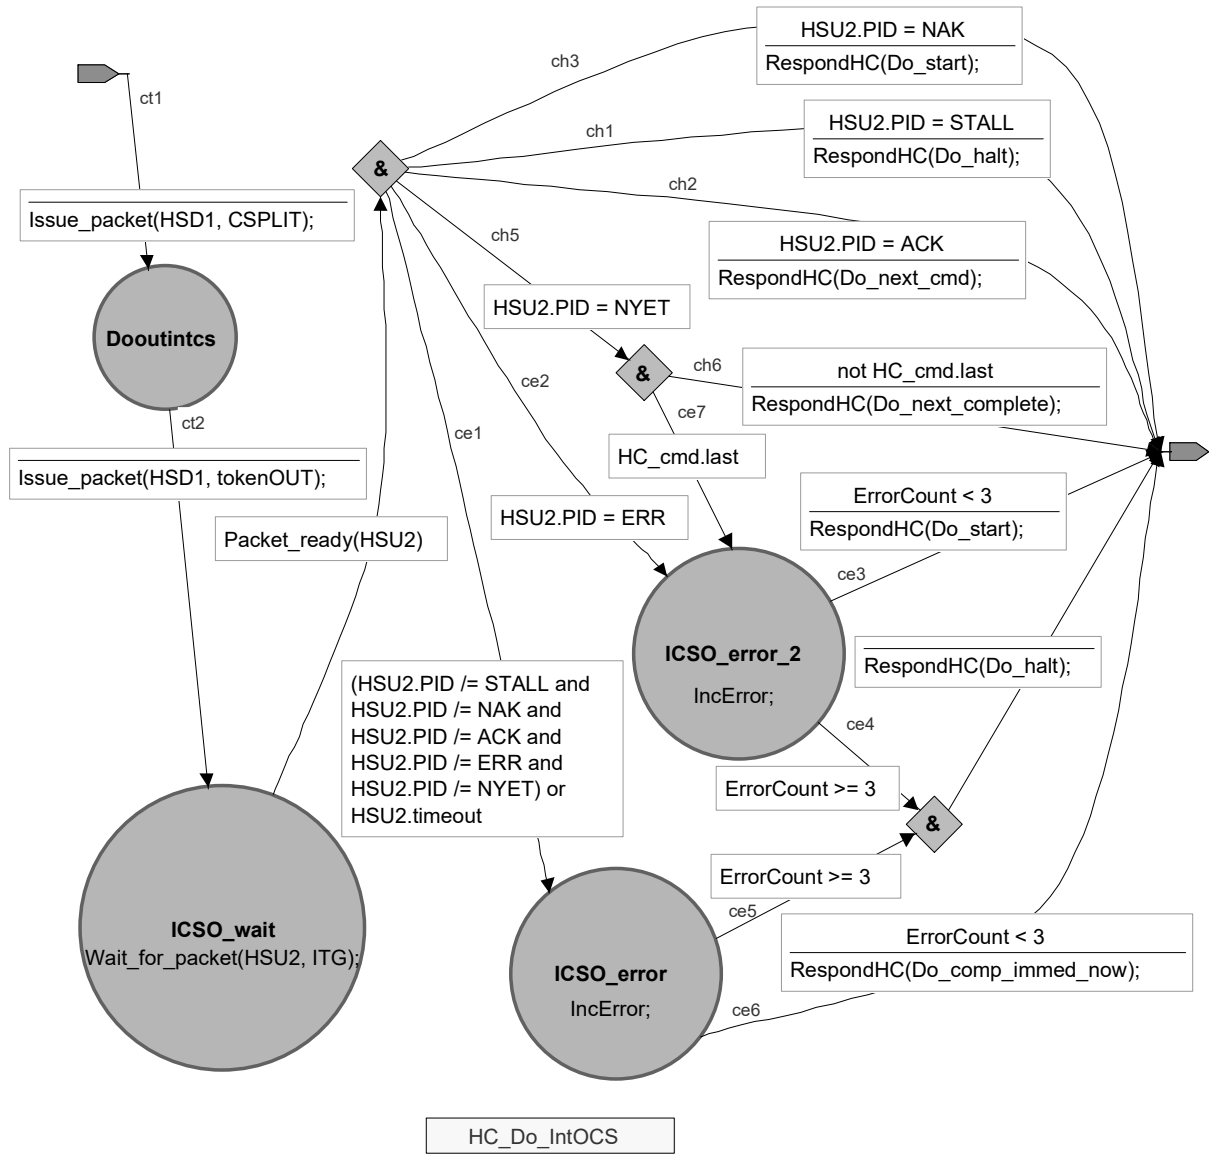 HSU2.PID = NAK
RespondHC(Do_start);
ch3
ct1
HSU2.PID = STALL
RespondHC(Do_halt);
ch1
&
ch2
Issue_packet(HSD1, CSPLIT);
ch5
HSU2.PID = ACK
RespondHC(Do_next_cmd);
HSU2.PID = NYET
Dooutintcs
&
ch6
not HC_cmd.last
RespondHC(Do_next_complete);
ce2
ce7
ct2
ce1
HC_cmd.last
Issue_packet(HSD1, tokenOUT);
ErrorCount < 3
RespondHC(Do_start);
HSU2.PID = ERR
Packet_ready(HSU2)
ce3
ICSO_error_2
IncError;
RespondHC(Do_halt);
(HSU2.PID /= STALL and
HSU2.PID /= NAK and
HSU2.PID /= ACK and
HSU2.PID /= ERR and
HSU2.PID /= NYET) or
HSU2.timeout
ce4
ErrorCount >= 3
&
ErrorCount >= 3
ce5
ICSO_wait
Wait_for_packet(HSU2, ITG);
ErrorCount < 3
RespondHC(Do_comp_immed_now);
ICSO_error
IncError;
ce6
HC_Do_IntOCS